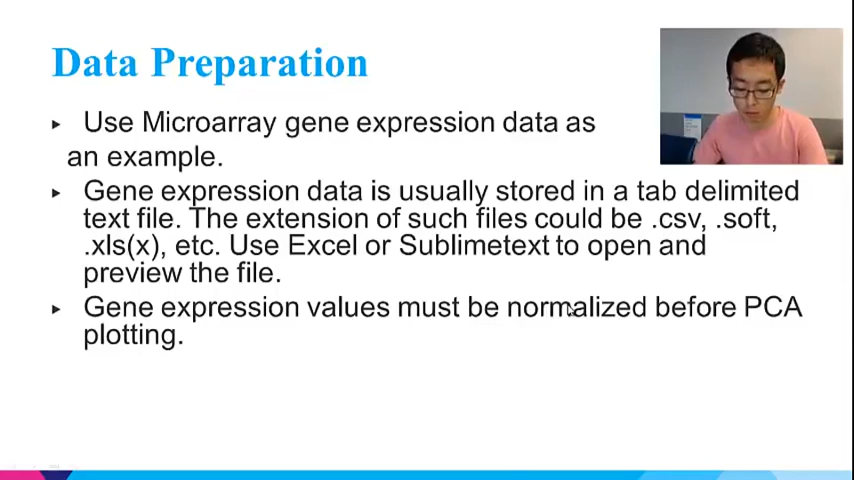 Data Preparation
Use Microarray gene expression data as
an example.
Gene expression data is usually stored in a tab delimited
text file. The extension of such files could be .csv, .soft,
.xls(x), etc. Use Excel or Sublimetext to open and
preview the file.
Gene expression values must be normalized before PCA
plotting.